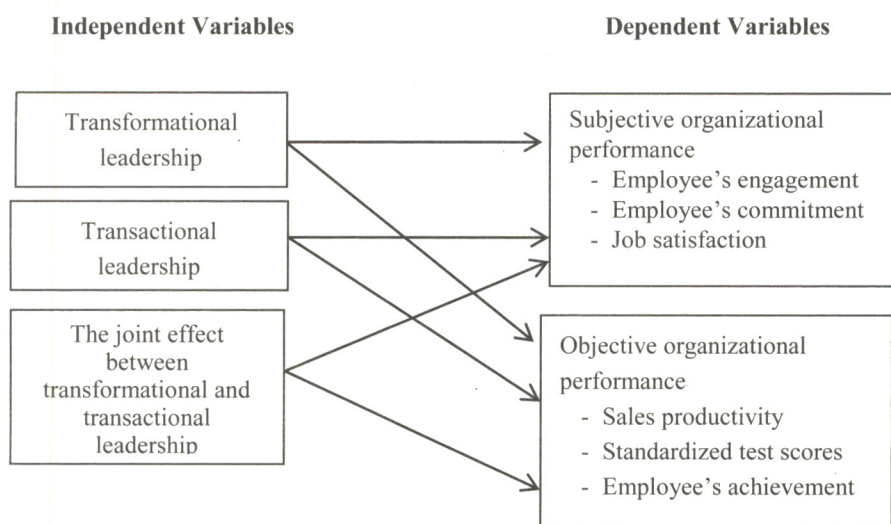 Independent Variables
Dependent Variables
Transformational
leadership
Transactional
leadership
The joint effect
between
transformational and
transactional
leadership
Subjective organizational
performance
- Employee's engagement
- Employee's commitment
- Job satisfaction
Objective organizational
performance
- Sales productivity
- Standardized test scores
- Employee's achievement